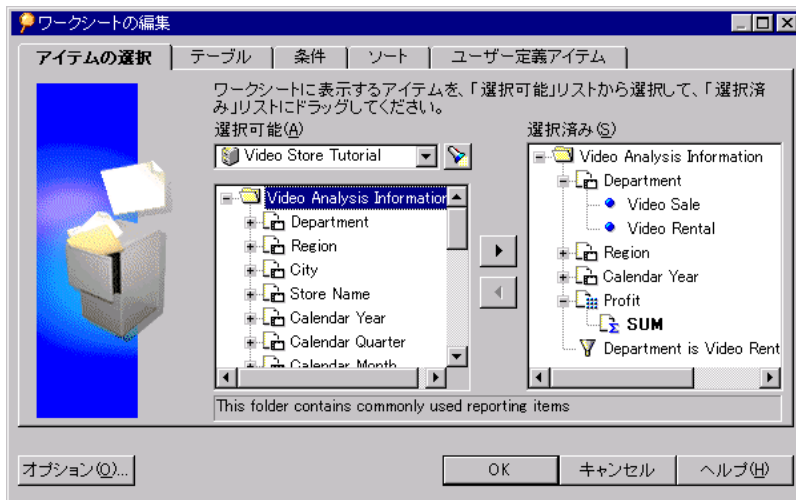 ワークシートの編集
アイテムの選択 テーブル 条件 ソート ユーザー定義アイテム
ワークシートに表示するアイテムを、「選択可能」リストから選択して、「選択済
み」リストにドラッグしてください。
選択可能(A)
Video Store Tutorial
Video Analysis Information
Department
Region
City
Store Name
Calendar Year
Calendar Quarter
Calendar Month
選択済み(S)
Video Analysis Information
Department
Video Sale
Video Rental
Region
Calendar Year
Profit
SUM
Department is Video Rent
This folder contains commonly used reporting items
オプション(O)... OK キャンセル ヘルプ(H)